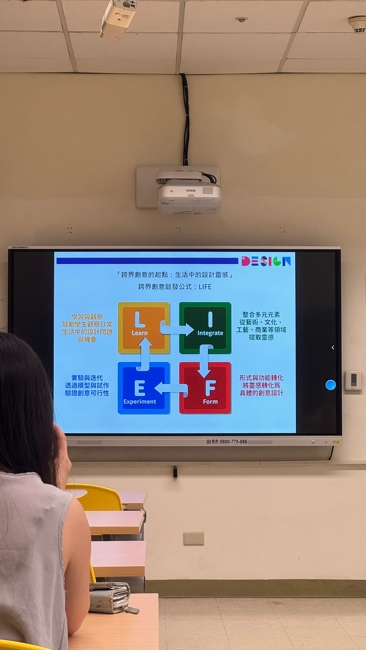 DESIGN
「跨界創意的起點：生活中的設計靈感」
跨界創意啟發公式：LIFE
學習與觀察
鼓勵學生觀察日常
生活中的設計問題
與機會
L
Learn
I
Integrate
整合多元元素
從藝術、文化、
工藝、商業等領域
擷取靈感
實驗與迭代
透過模型與試作
驗證創意可行性
E
Experiment
F
Form
形式與功能轉化
將靈感轉化為
具體的創意設計
0800-775-886
EPSON